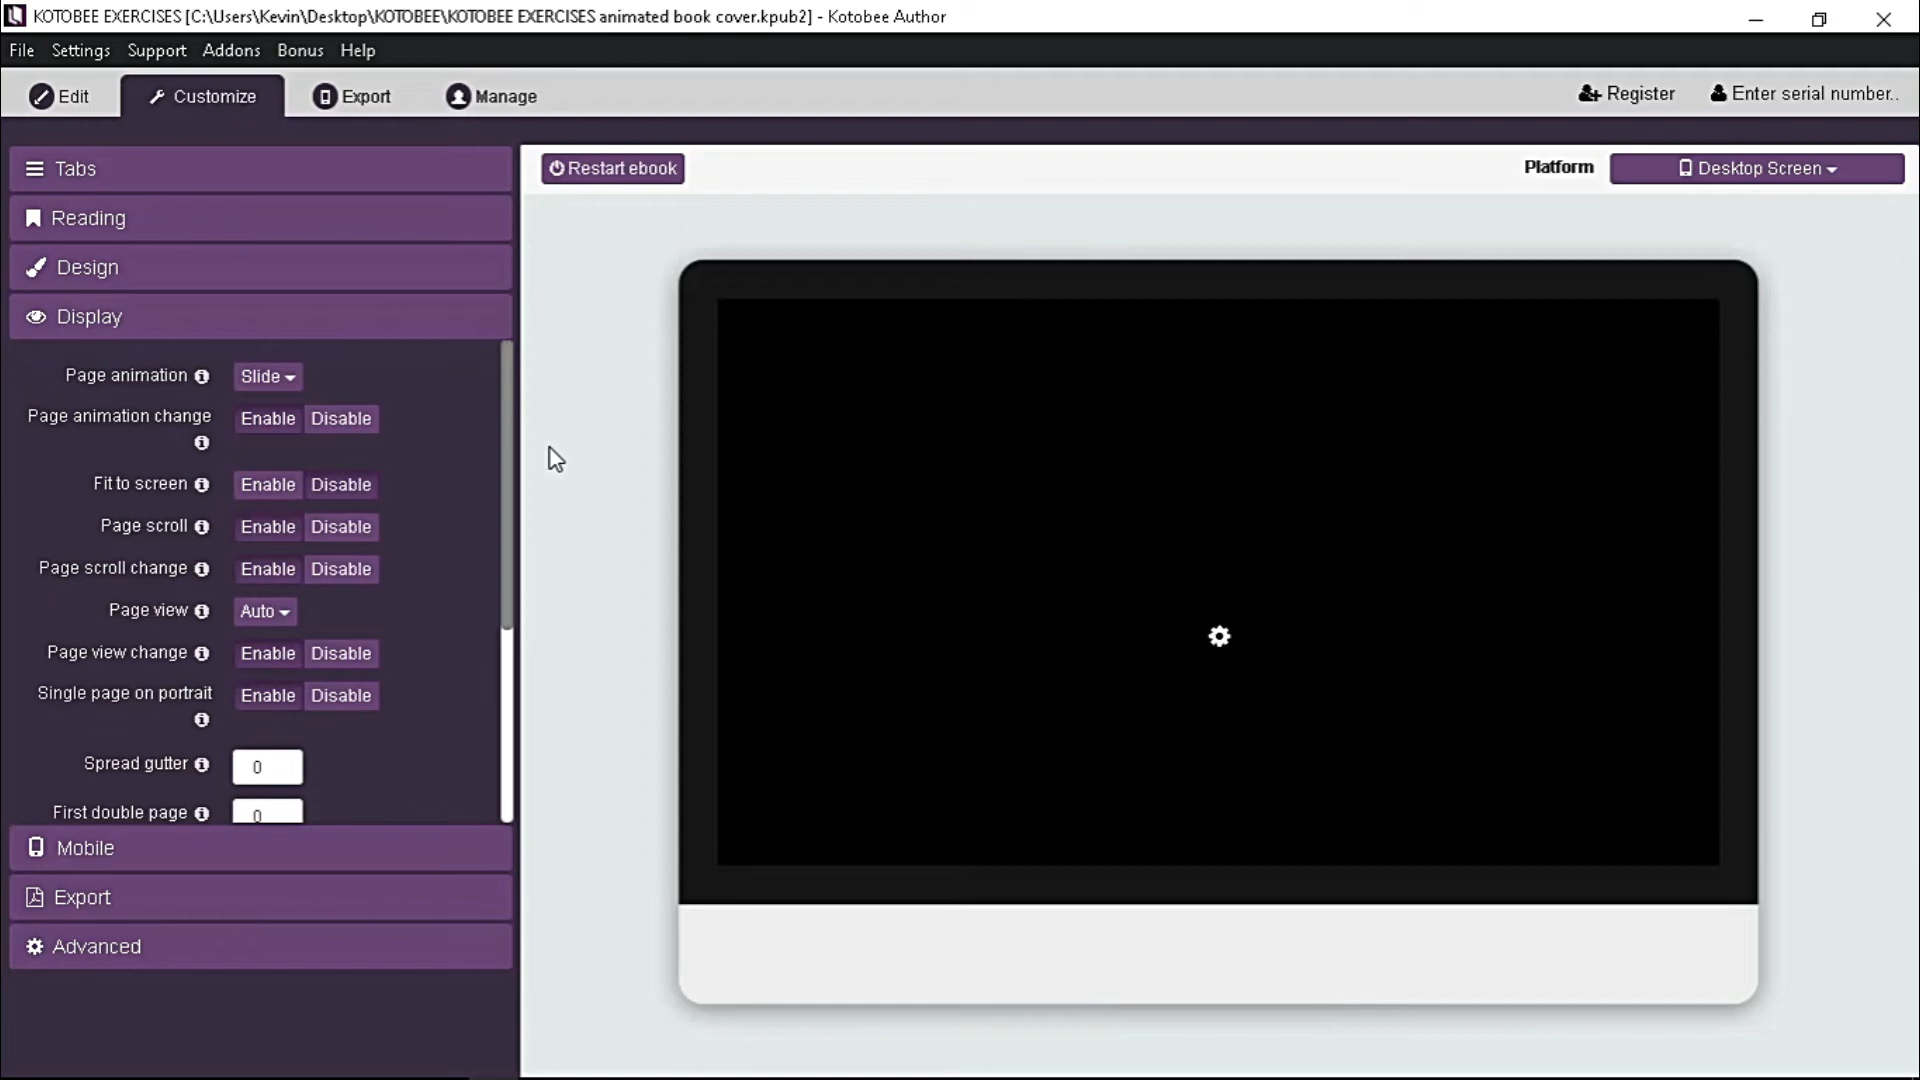 KOTOBEE EXERCISES [C:\Users\Kevin\Desktop\KOTOBEE\KOTOBEE EXERCISES animated book cover.kpub2] - Kotobee Author
File Settings Support Addons Bonus Help
Edit Customize Export Manage Register Enter serial number..
Tabs
Restart ebook Platform Desktop Screen
Reading
Design
Display
Page animation Slide
Page animation change Enable Disable
Fit to screen Enable Disable
Page scroll Enable Disable
Page scroll change Enable Disable
Page view Auto
Page view change Enable Disable
Single page on portrait Enable Disable
Spread gutter 0
First double page 0
Mobile
Export
Advanced